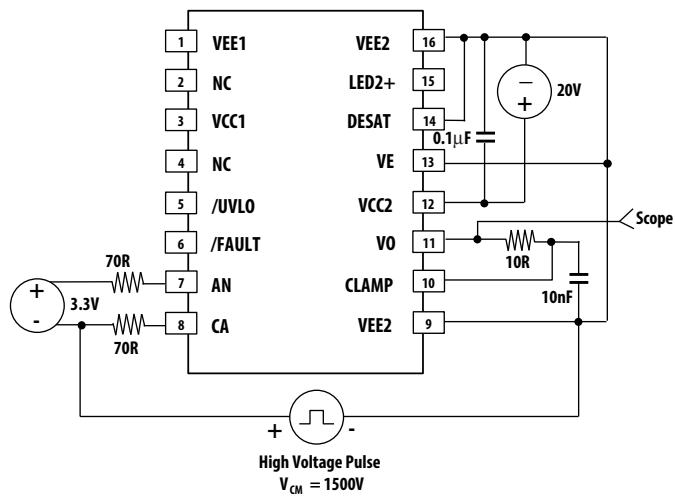 1 VEE1 VEE2 16
2 NC LED2+ 15
3 VCC1 DESAT 14
4 NC VE 13
5 /UVLO VCC2 12
6 /FAULT VO 11
7 AN CLAMP 10
8 CA VEE2 9
− + 20V
0.1μF
Scope
10R
10nF
70R
+ - 3.3V
70R
+ -
High Voltage Pulse
VCM = 1500V